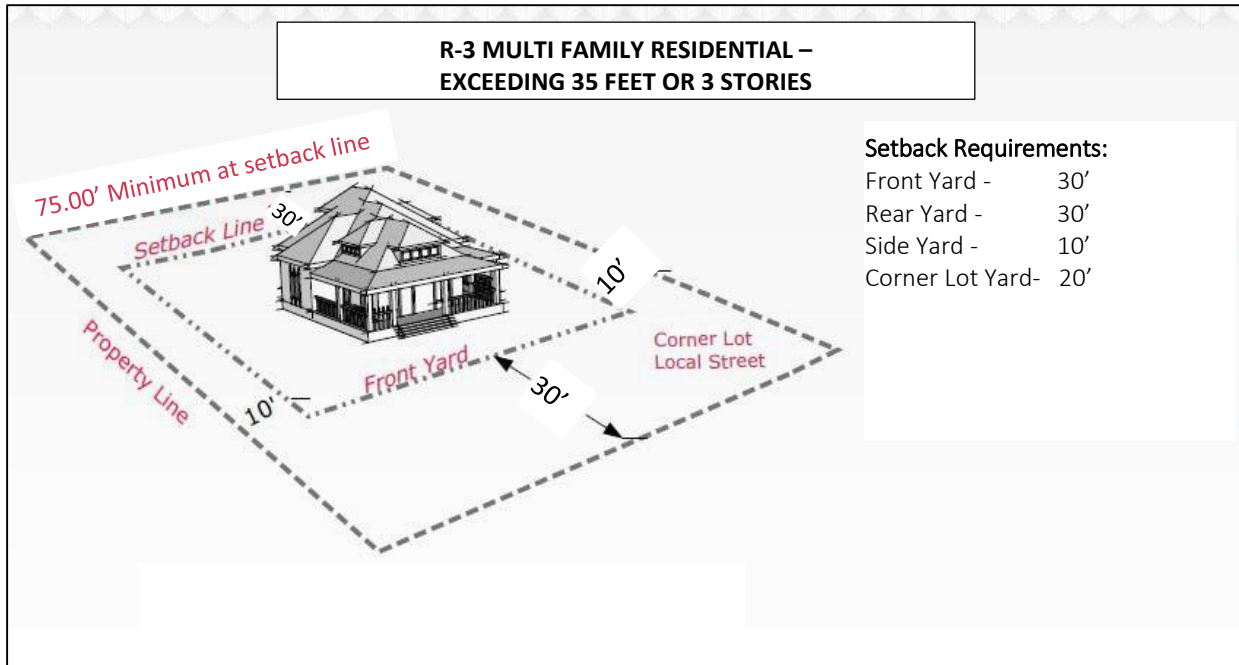 R-3 MULTI FAMILY RESIDENTIAL –
EXCEEDING 35 FEET OR 3 STORIES
75.00’ Minimum at setback line
Setback Line
30’
10’
Property Line
Front Yard
10’
30’
Corner Lot
Local Street
Setback Requirements:
Front Yard - 30’
Rear Yard - 30’
Side Yard - 10’
Corner Lot Yard- 20’